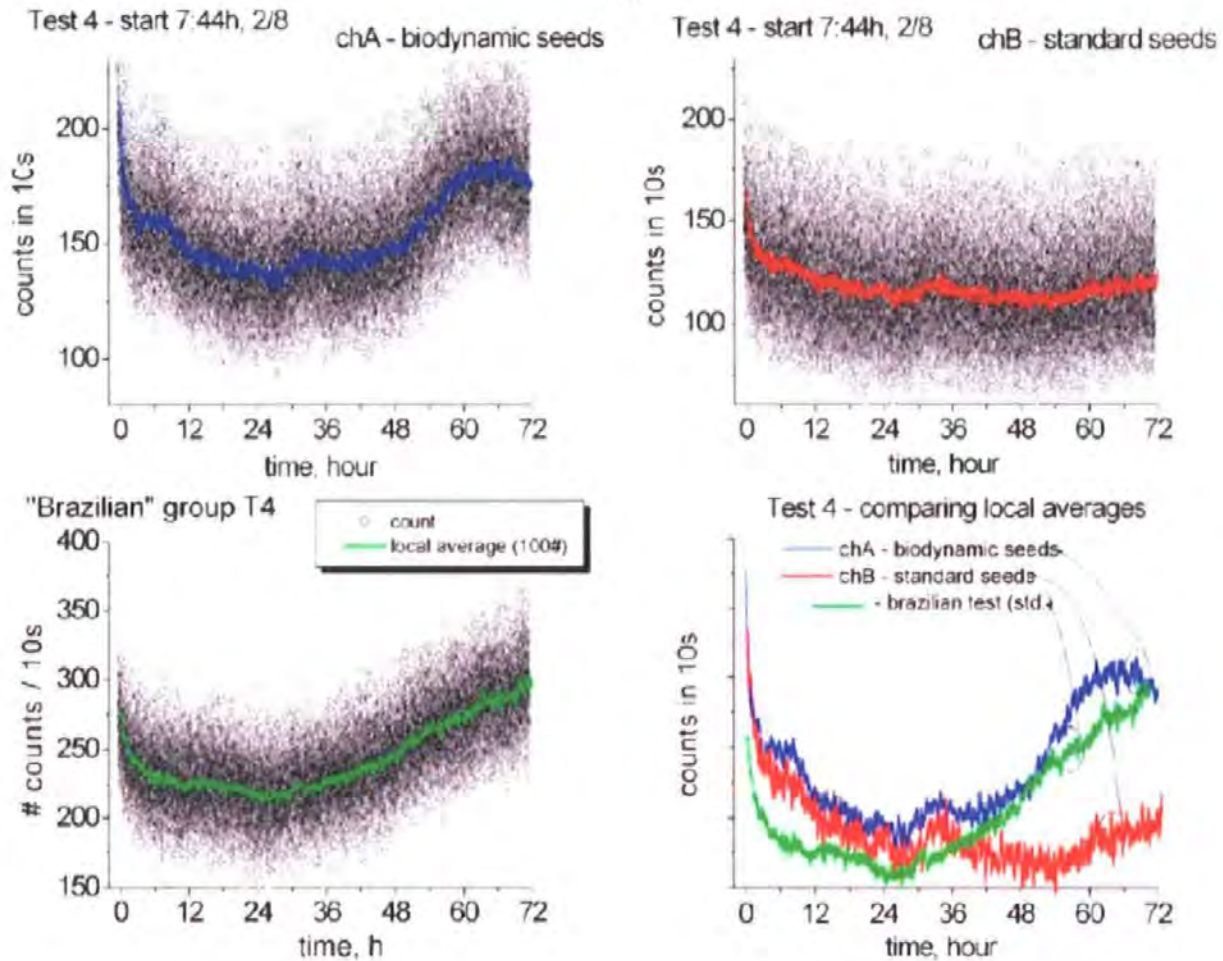 Test 4 - start 7:44h, 2/8
chA - biodynamic seeds
counts in 10s
200
150
100
0 12 24 36 48 60 72
time, hour
Test 4 - start 7:44h, 2/8
chB - standard seeds
counts in 10s
200
150
100
0 12 24 36 48 60 72
time, hour
"Brazilian" group T4
count
local average (100#)
# counts / 10s
400
350
300
250
200
150
0 12 24 36 48 60 72
time, h
Test 4 - comparing local averages
chA - biodynamic seeds
chB - standard seeds
- brazilian test (std.
counts in 10s
0 12 24 36 48 60 72
time, hour